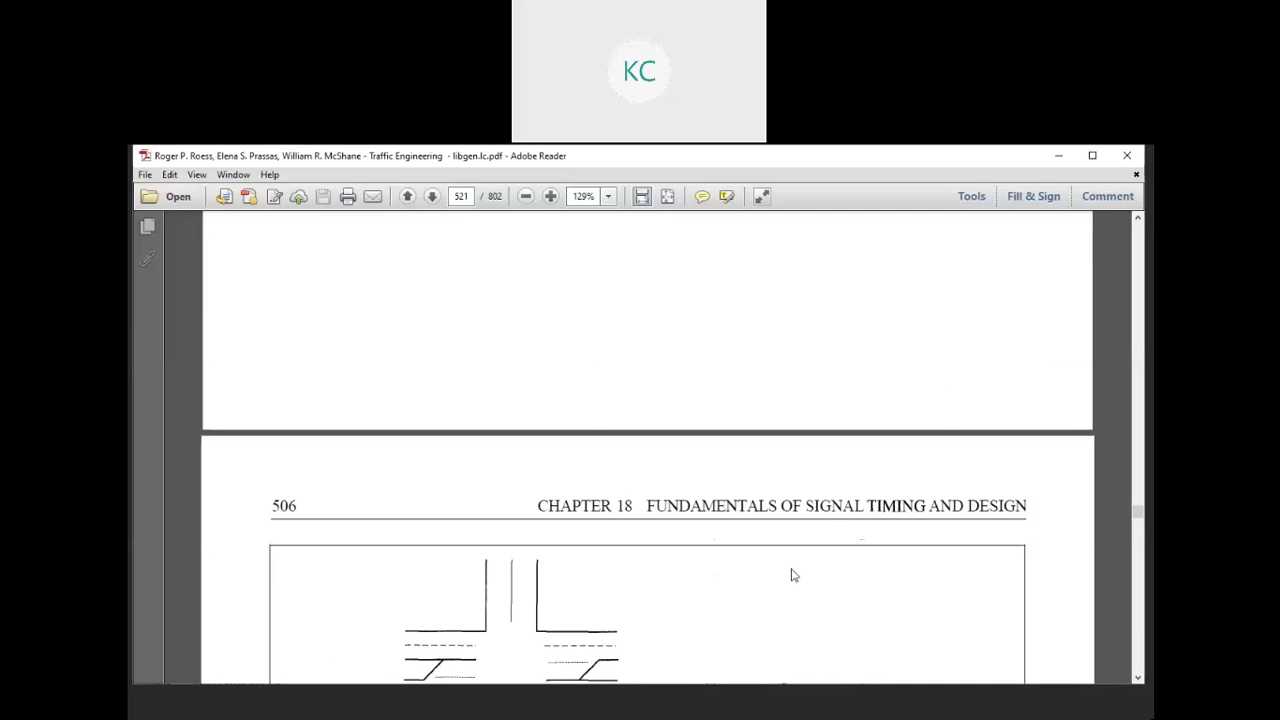 KC
Roger P. Roess, Elena S. Prassas, William R. McShane - Traffic Engineering - libgen.lc.pdf - Adobe Reader
File Edit View Window Help
Open 521 / 802 129% Tools Fill & Sign Comment
506 CHAPTER 18 FUNDAMENTALS OF SIGNAL TIMING AND DESIGN